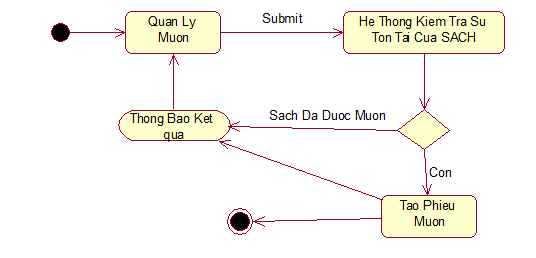 Quan Ly
Muon
Submit
He Thong Kiem Tra Su
Ton Tai Cua SACH
Thong Bao Ket
qua
Sach Da Duoc Muon
Con
Tao Phieu
Muon